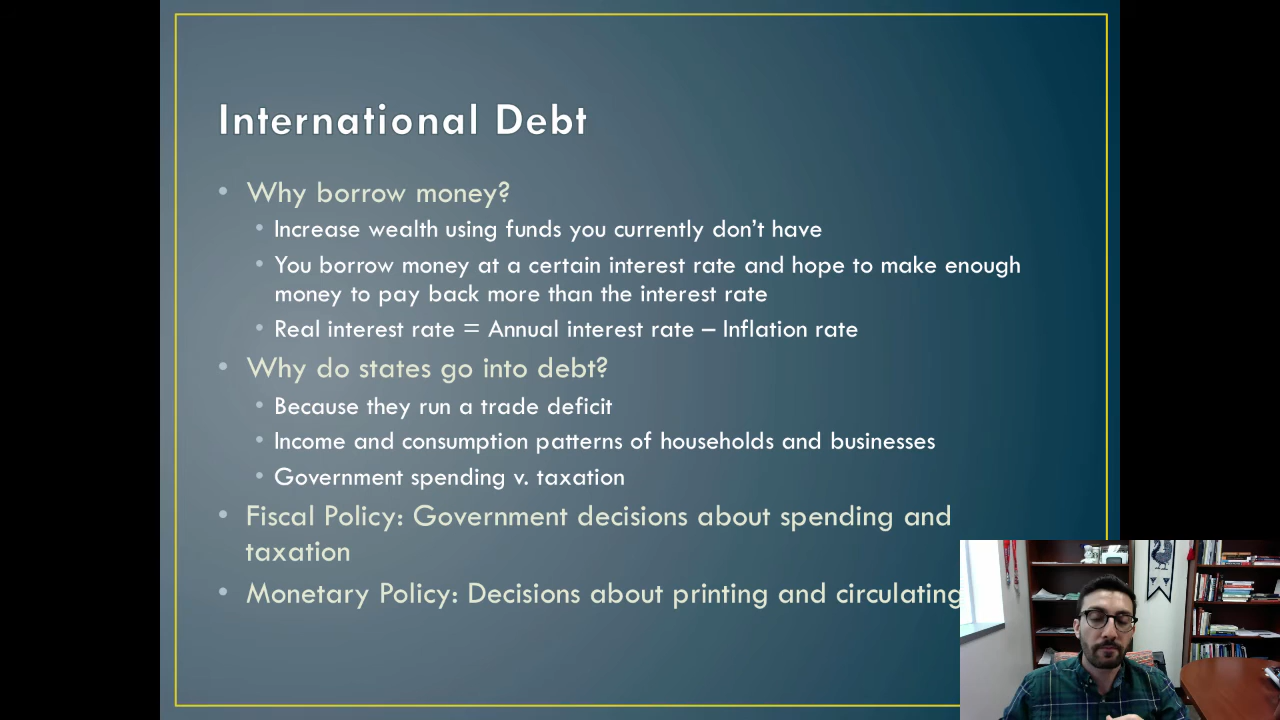 International Debt
• Why borrow money?
• Increase wealth using funds you currently don’t have
• You borrow money at a certain interest rate and hope to make enough
money to pay back more than the interest rate
• Real interest rate = Annual interest rate – Inflation rate
• Why do states go into debt?
• Because they run a trade deficit
• Income and consumption patterns of households and businesses
• Government spending v. taxation
• Fiscal Policy: Government decisions about spending and
taxation
• Monetary Policy: Decisions about printing and circulating